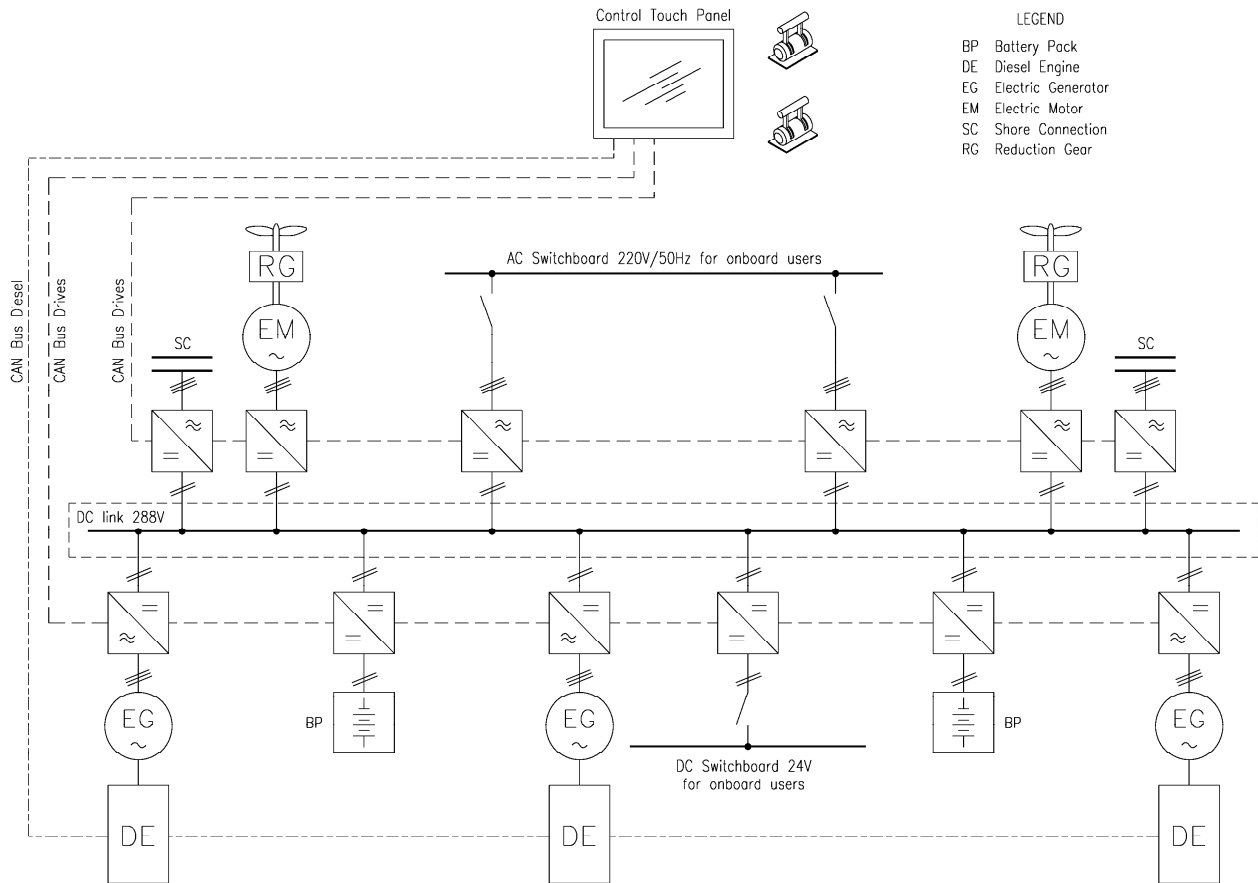 Control Touch Panel
LEGEND
BP Battery Pack
DE Diesel Engine
EG Electric Generator
EM Electric Motor
SC Shore Connection
RG Reduction Gear
CAN Bus Diesel
CAN Bus Drives
CAN Bus Drives
RG
AC Switchboard 220V/50Hz for onboard users
RG
EM
EM
SC
SC
DC link 288V
EG
BP
EG
BP
EG
DC Switchboard 24V
for onboard users
DE
DE
DE